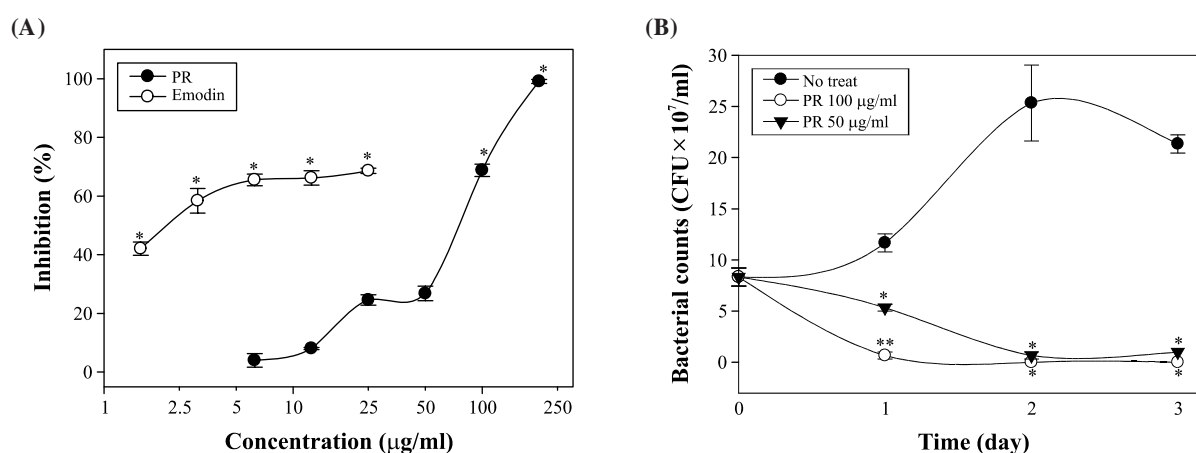 (A)
PR
Emodin
Inhibition (%)
100
80
60
40
20
0
* * * * * * *
1 2.5 5 10 25 50 100 250
Concentration (μg/ml)
(B)
No treat
PR 100 μg/ml
PR 50 μg/ml
Bacterial counts (CFU × 10⁷/ml)
30
25
20
15
10
5
0
*
**
* *
* *
0 1 2 3
Time (day)